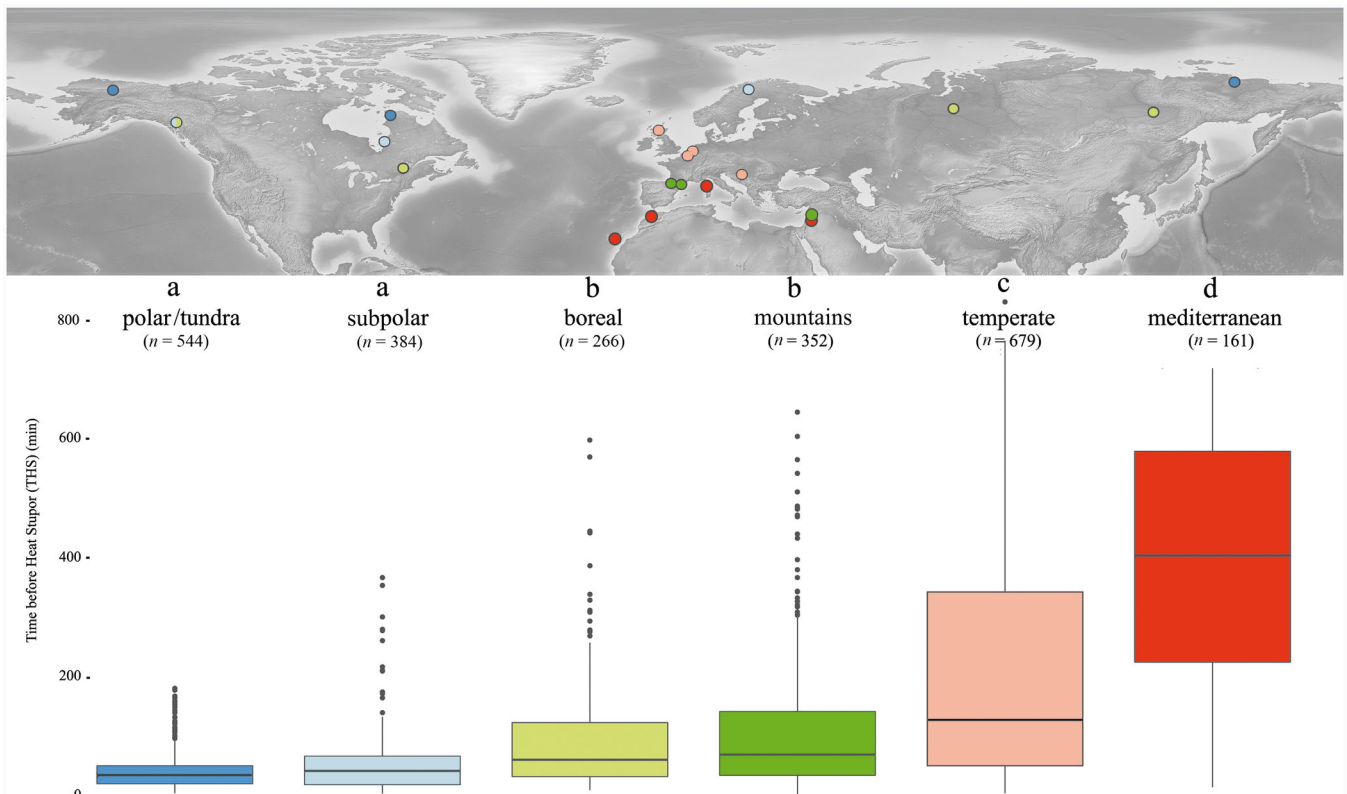 a a b b c d
polar/tundra subpolar boreal mountains temperate mediterranean
(n = 544) (n = 384) (n = 266) (n = 352) (n = 679) (n = 161)
Time before Heat Stupor (THS) (min)
800
600
400
200
0